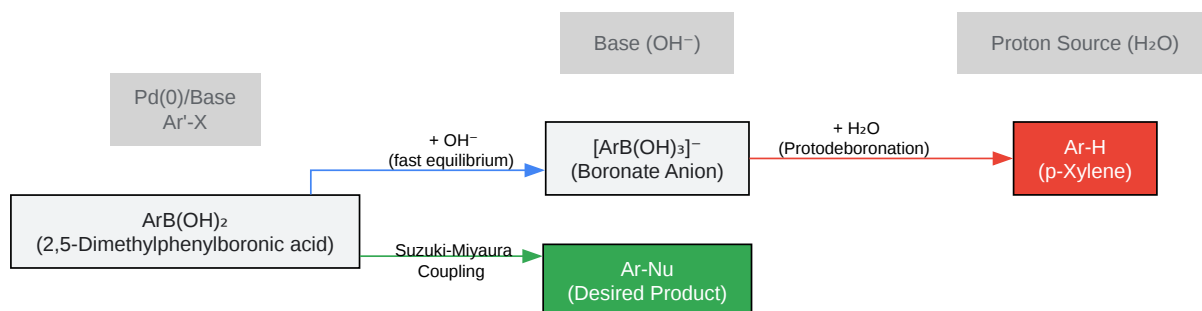 Base (OH⁻)
Proton Source (H₂O)
Pd(0)/Base
Ar'-X
+ OH⁻
(fast equilibrium)
[ArB(OH)₃]⁻
(Boronate Anion)
+ H₂O
(Protodeboronation)
Ar-H
(p-Xylene)
ArB(OH)₂
(2,5-Dimethylphenylboronic acid)
Suzuki-Miyaura
Coupling
Ar-Nu
(Desired Product)